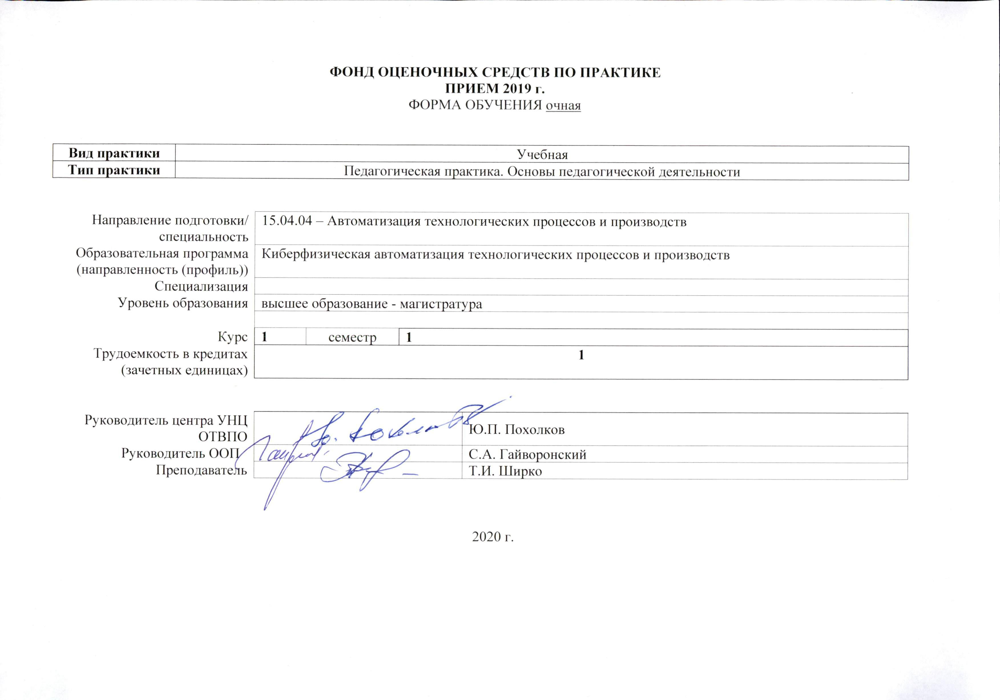 ФОНД ОЦЕНОЧНЫХ СРЕДСТВ ПО ПРАКТИКЕ
ПРИЕМ 2019 г.
ФОРМА ОБУЧЕНИЯ очная
Вид практики Учебная
Тип практики Педагогическая практика. Основы педагогической деятельности
Направление подготовки/ 15.04.04 – Автоматизация технологических процессов и производств
специальность
Образовательная программа Киберфизическая автоматизация технологических процессов и производств
(направленность (профиль))
Специализация
Уровень образования высшее образование - магистратура
Курс 1 семестр 1
Трудоемкость в кредитах 1
(зачетных единицах)
Руководитель центра УНЦ
ОТВПО Ю.П. Похолков
Руководитель ООП С.А. Гайворонский
Преподаватель Т.И. Ширко
2020 г.